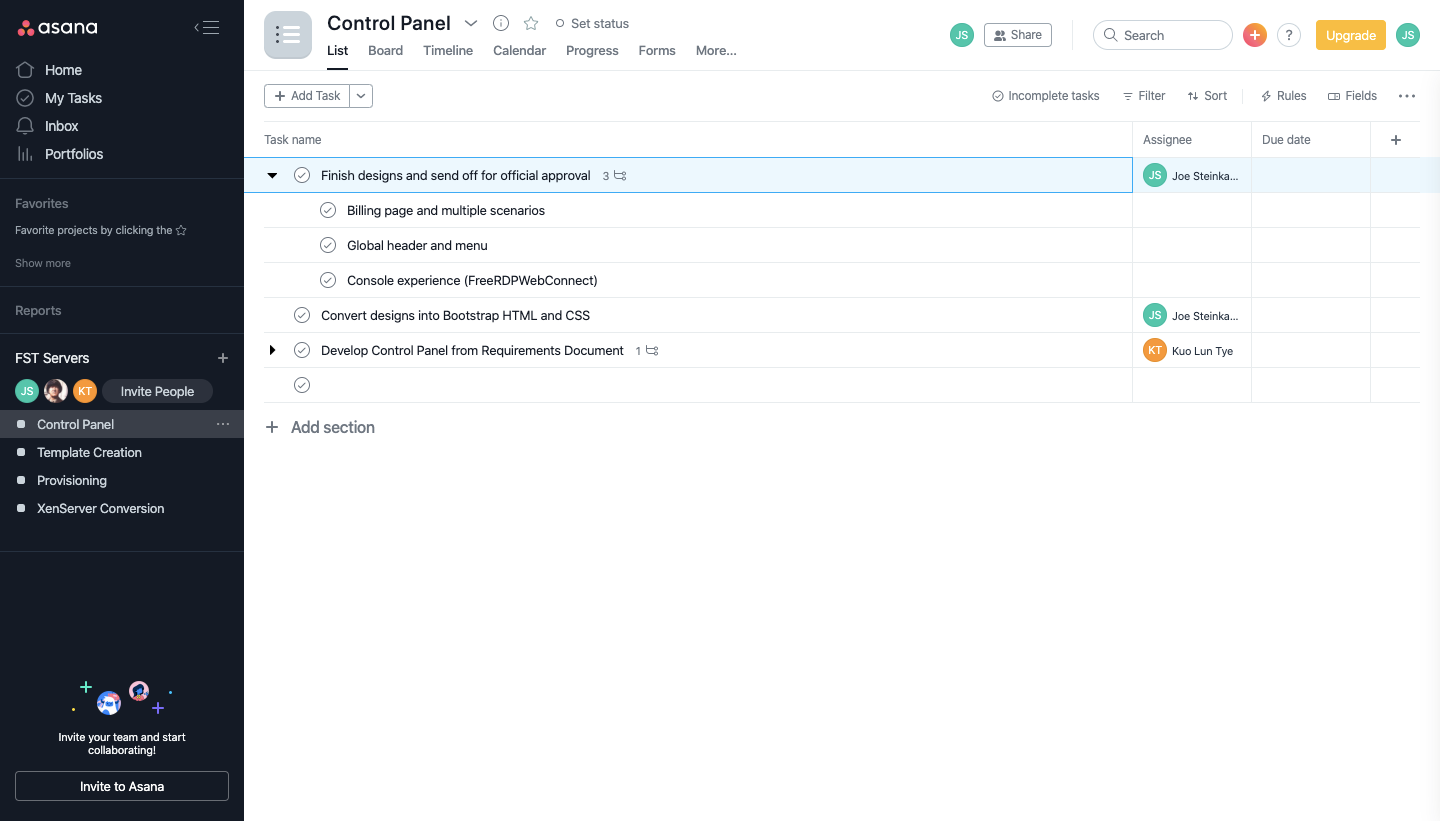 asana
Home
My Tasks
Inbox
Portfolios
Favorites
Favorite projects by clicking the
Show more
Reports
FST Servers
JS KT Invite People
Control Panel
Template Creation
Provisioning
XenServer Conversion
Invite your team and start
collaborating!
Invite to Asana
Control Panel Set status
List Board Timeline Calendar Progress Forms More...
JS Share Search ? Upgrade JS
Add Task Incomplete tasks Filter Sort Rules Fields
Task name Assignee Due date
Finish designs and send off for official approval 3 JS Joe Steinka...
Billing page and multiple scenarios
Global header and menu
Console experience (FreeRDPWebConnect)
Convert designs into Bootstrap HTML and CSS JS Joe Steinka...
Develop Control Panel from Requirements Document 1 KT Kuo Lun Tye
Add section